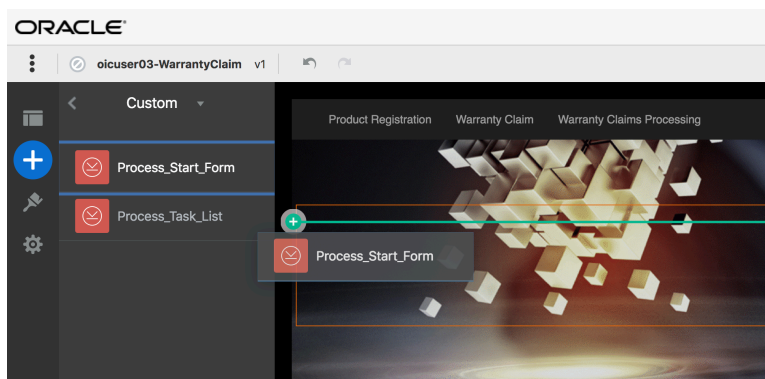 ORACLE®
oicuser03-WarrantyClaim v1
Custom
Product Registration Warranty Claim Warranty Claims Processing
Process_Start_Form
Process_Task_List
Process_Start_Form